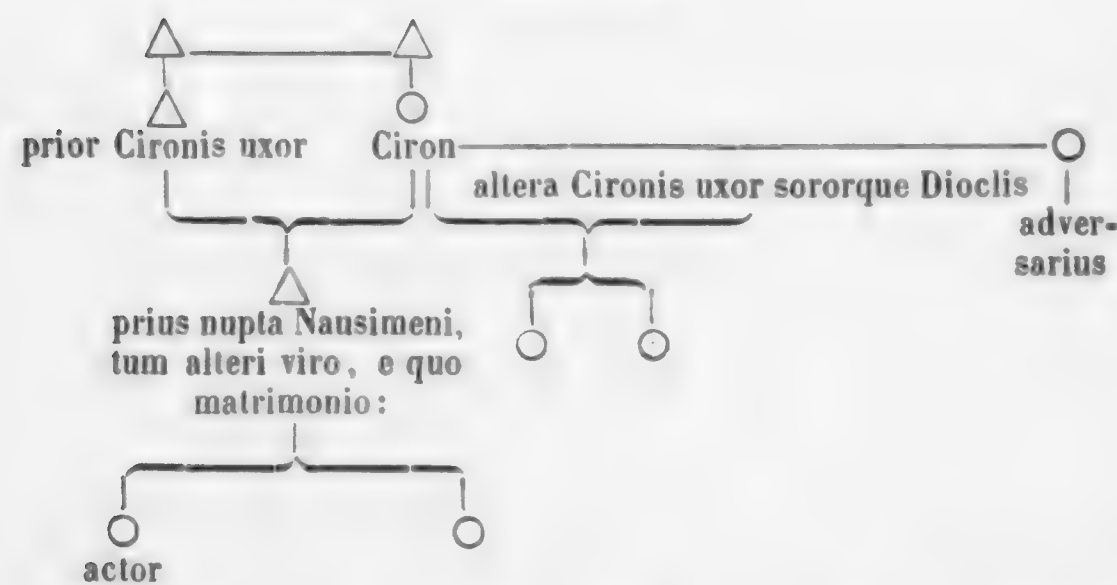 prior Cironis uxor
Ciron
altera Cironis uxor sororque Dioclis
adver-
sarius
prius nupta Nausimeni,
tum alteri viro, e quo
matrimonio:
actor